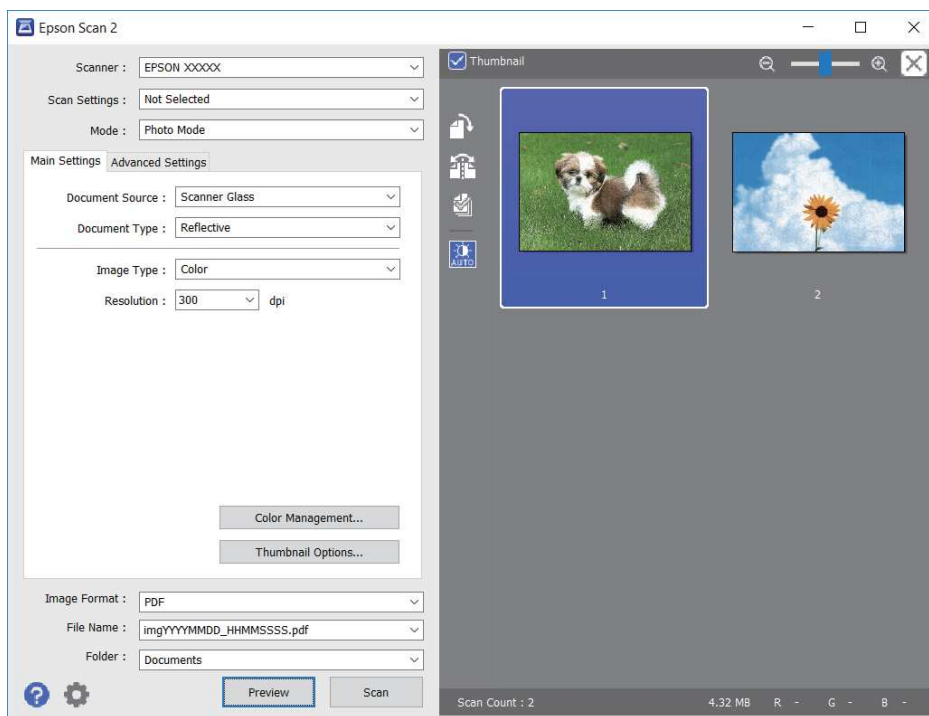 Epson Scan 2
Scanner : EPSON XXXXX
Scan Settings : Not Selected
Mode : Photo Mode
Main Settings Advanced Settings
Document Source : Scanner Glass
Document Type : Reflective
Image Type : Color
Resolution : 300 dpi
Color Management...
Thumbnail Options...
Image Format : PDF
File Name : imgYYYYMMDD_HHMMSSSS.pdf
Folder : Documents
Preview Scan
Thumbnail
AUTO
1 2
Scan Count : 2 4.32 MB R - G - B -